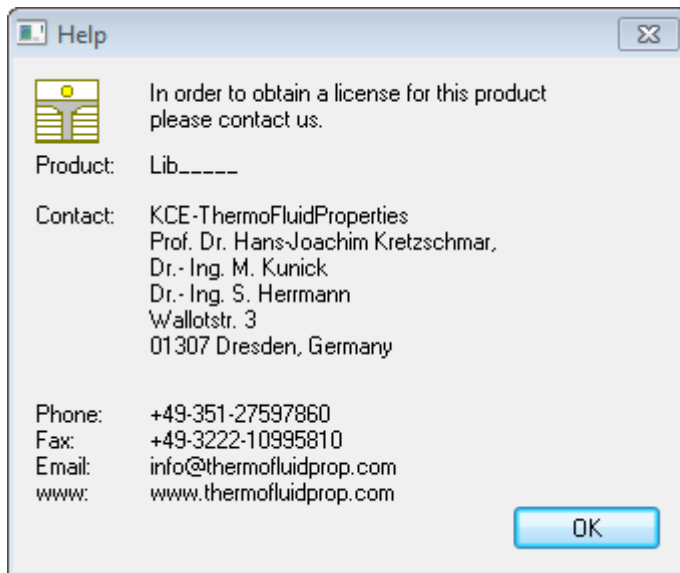 Help
In order to obtain a license for this product
please contact us.
Product: Lib_____
Contact: KCE-ThermoFluidProperties
Prof. Dr. Hans-Joachim Kretzschmar,
Dr.- Ing. M. Kunick
Dr.- Ing. S. Herrmann
Wallotstr. 3
01307 Dresden, Germany
Phone: +49-351-27597860
Fax: +49-3222-10995810
Email: info@thermofluidprop.com
www: www.thermofluidprop.com
OK